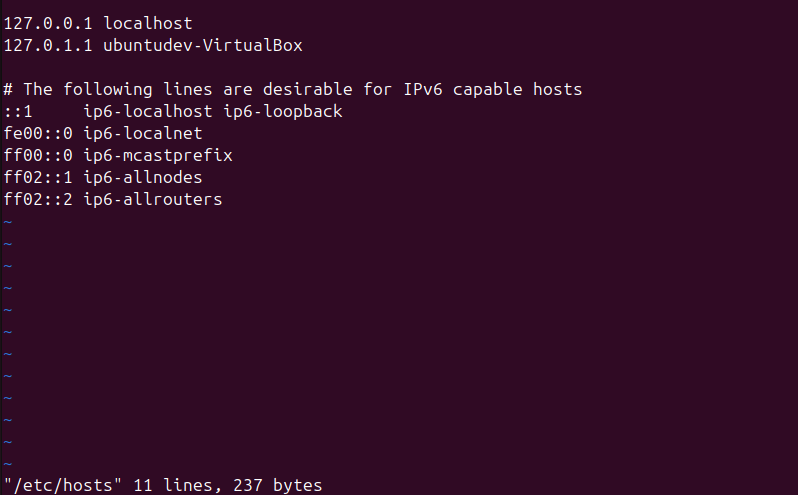 127.0.0.1 localhost
127.0.1.1 ubuntudev-VirtualBox
# The following lines are desirable for IPv6 capable hosts
::1     ip6-localhost ip6-loopback
fe00::0 ip6-localnet
ff00::0 ip6-mcastprefix
ff02::1 ip6-allnodes
ff02::2 ip6-allrouters
~
~
~
~
~
~
~
~
~
~
~
~
"/etc/hosts" 11 lines, 237 bytes